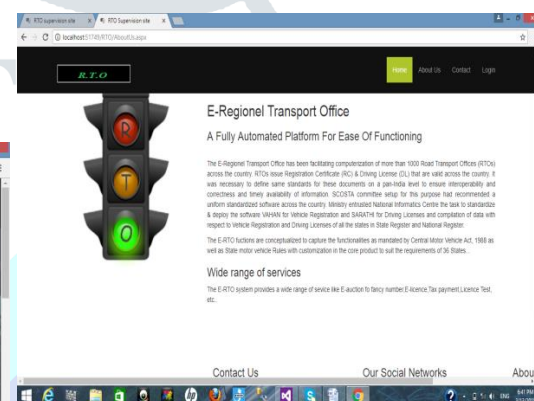 RTO supervision site
RTO Supervision site
localhost:51749/RTO/AboutUs.aspx
R.T.O
Home About Us Contact Login
R
T
O
E-Regionel Transport Office
A Fully Automated Platform For Ease Of Functioning
The E-Regional Transport Office has been facilitating computerization of more than 1000 Road Transport Offices (RTOs)
across the country. RTOs issue Registration Certificate (RC) & Driving License (DL) that are valid across the country. It
was necessary to define same standards for these documents on a pan-India level to ensure interoperability and
correctness and timely availability of information. SCOSTA committee setup for this purpose had recommended a
uniform standardized software across the country. Ministry entrusted National Informatics Centre the task to standardize
& deploy the software VAHAN for Vehicle Registration and SARATHI for Driving Licenses and compilation of data with
respect to Vehicle Registration and Driving Licenses of all the states in State Register and National Register.
The E-RTO fuctions are conceptualized to capture the functionalities as mandated by Central Motor Vehicle Act, 1988 as
well as State motor vehicle Rules with customization in the core product to suit the requirements of 36 States...
Wide range of services
The E-RTO system provides a wide range of sevice like E-auction fo fancy number,E-licence,Tax payment,Licence Test,
etc..
Contact Us Our Social Networks Abou
ENG 6:41 PM